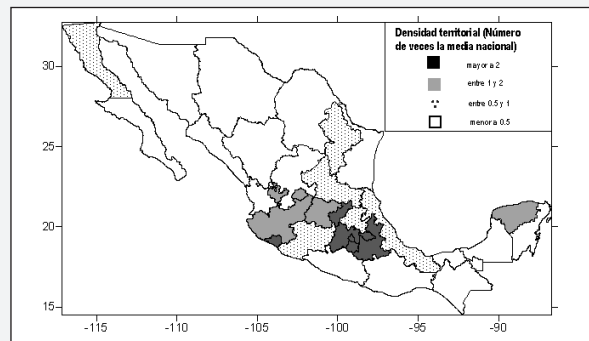 Densidad territorial (Número
de veces la media nacional)
mayor a 2
entre 1 y 2
entre 0.5 y 1
menor a 0.5
30
25
20
15
-115 -110 -105 -100 -95 -90